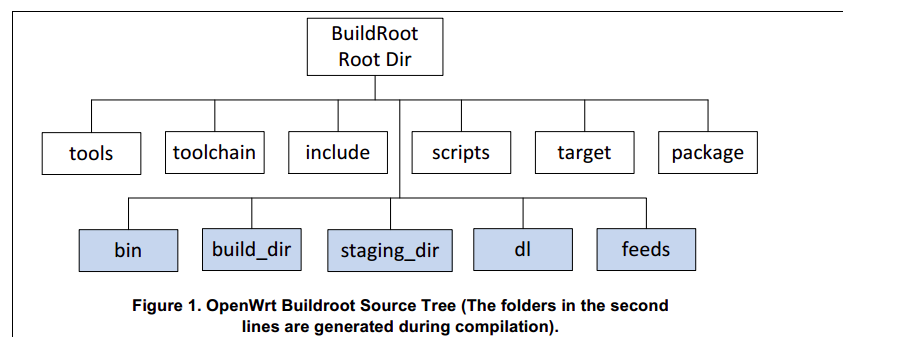 BuildRoot
Root Dir
tools
toolchain
include
scripts
target
package
bin
build_dir
staging_dir
dl
feeds
Figure 1. OpenWrt Buildroot Source Tree (The folders in the second
lines are generated during compilation).